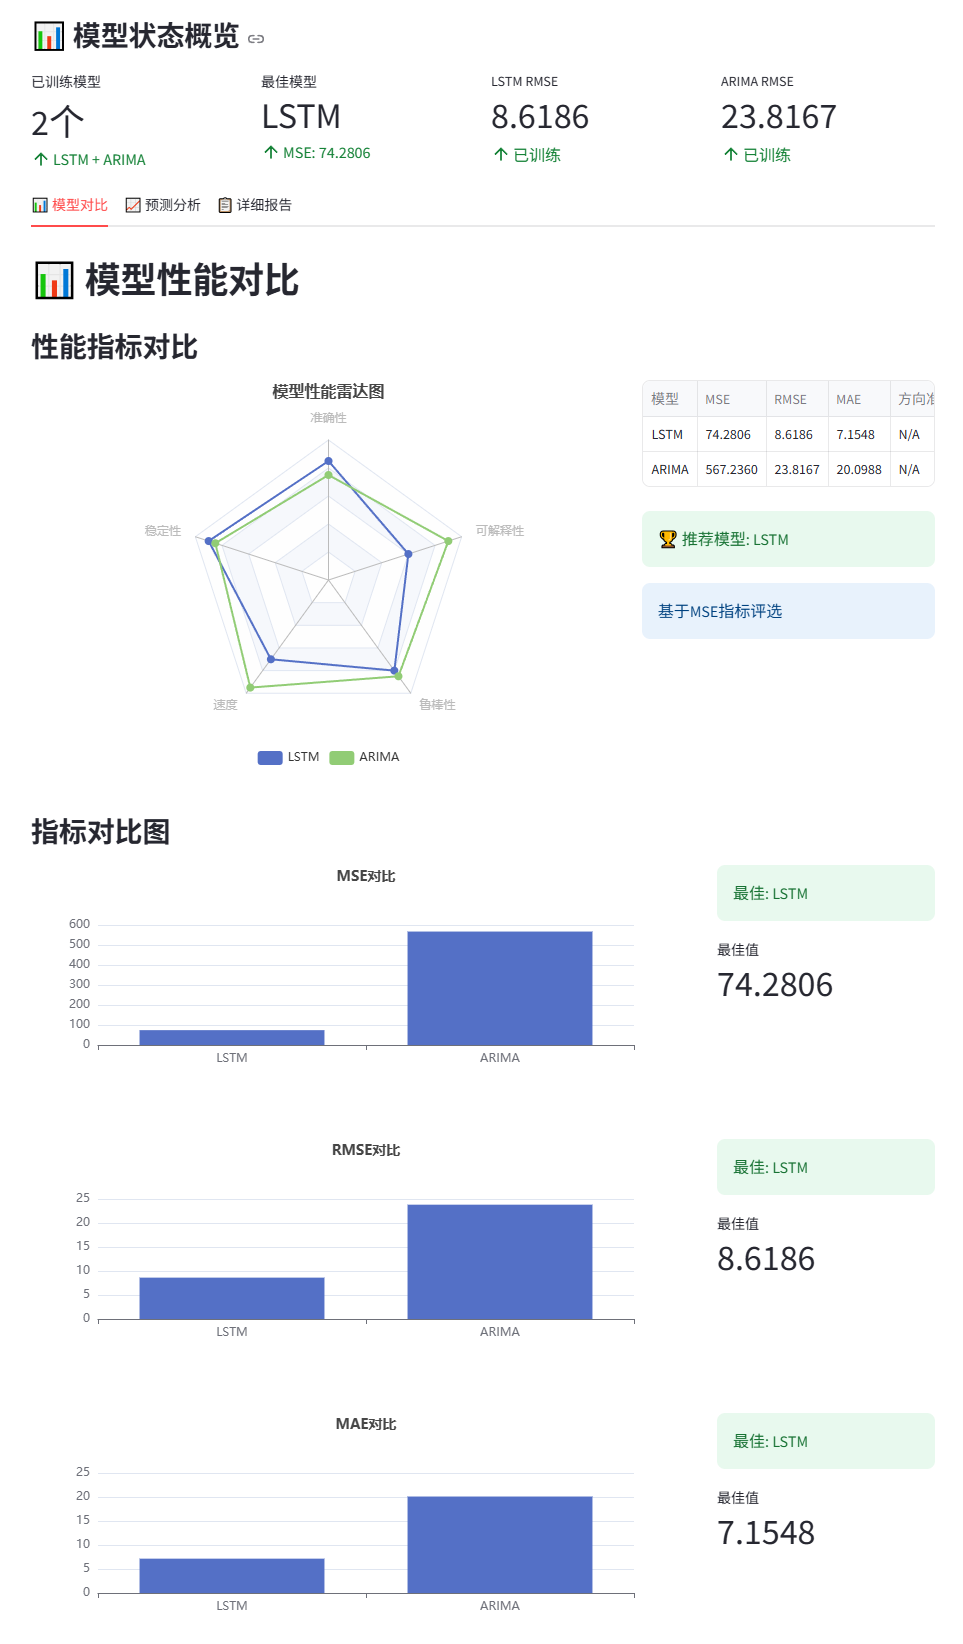 📊 模型状态概览
已训练模型
2个
↑ LSTM + ARIMA
最佳模型
LSTM
↑ MSE: 74.2806
LSTM RMSE
8.6186
↑ 已训练
ARIMA RMSE
23.8167
↑ 已训练
📊 模型对比 📈 预测分析 📋 详细报告
📊 模型性能对比
性能指标对比
模型性能雷达图
准确性
可解释性
稳定性
速度
鲁棒性
LSTM ARIMA
模型 MSE RMSE MAE 方向准
LSTM 74.2806 8.6186 7.1548 N/A
ARIMA 567.2360 23.8167 20.0988 N/A
🏆 推荐模型: LSTM
基于MSE指标评选
指标对比图
MSE对比
600
500
400
300
200
100
0
LSTM ARIMA
最佳: LSTM
最佳值
74.2806
RMSE对比
25
20
15
10
5
0
LSTM ARIMA
最佳: LSTM
最佳值
8.6186
MAE对比
25
20
15
10
5
0
LSTM ARIMA
最佳: LSTM
最佳值
7.1548